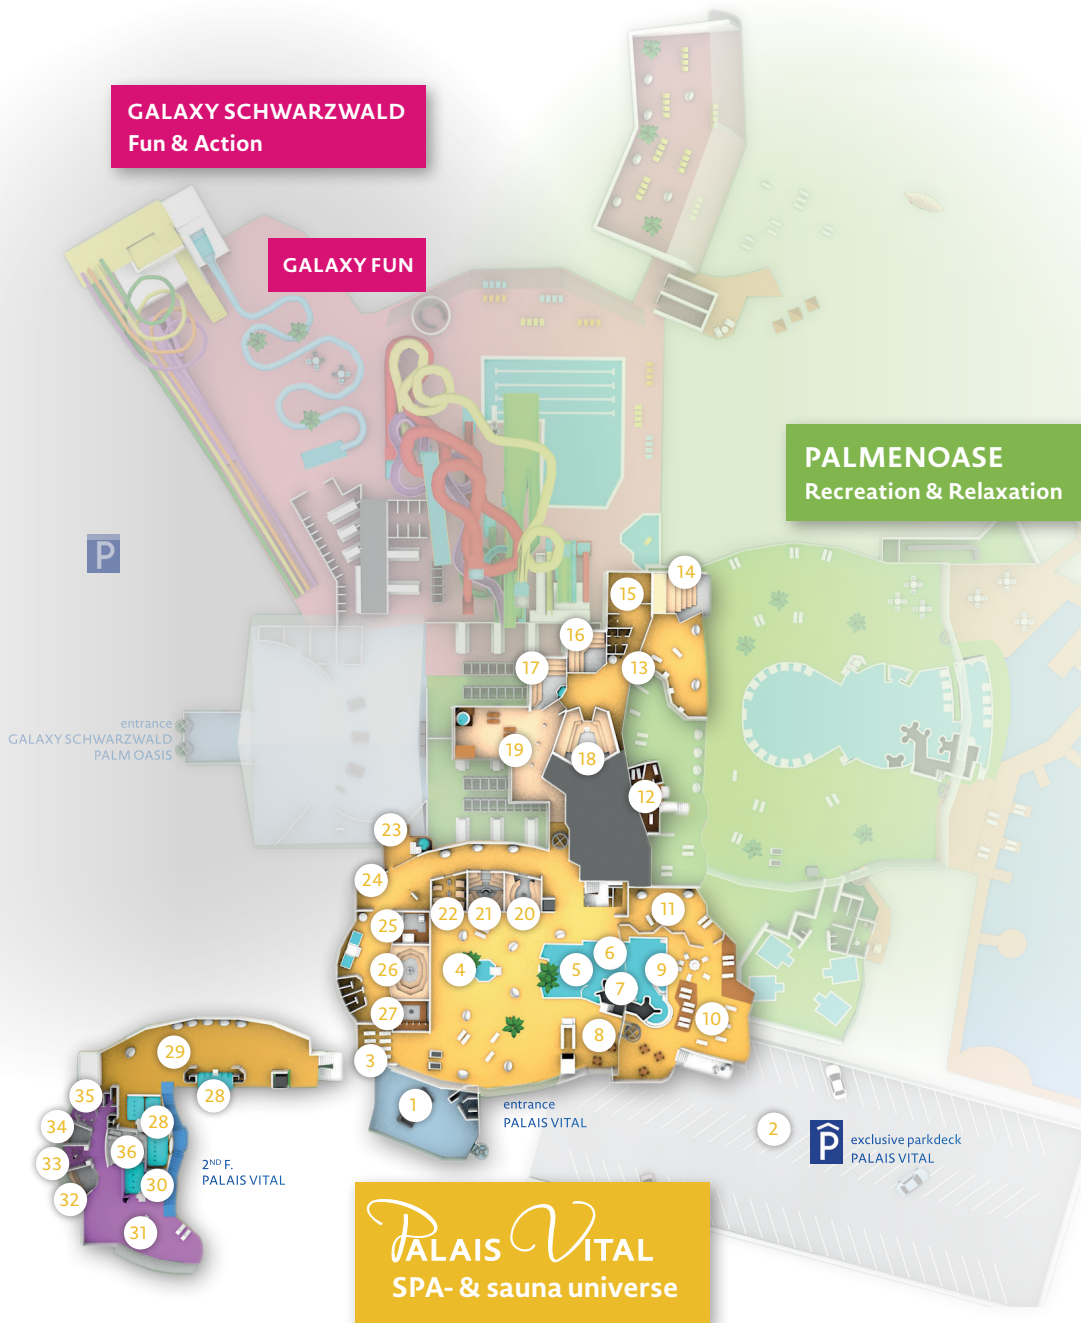 GALAXY SCHWARZWALD
Fun & Action
GALAXY FUN
PALMENOASE
Recreation & Relaxation
P
14
15
16
17
13
entrance
GALAXY SCHWARZWALD
PALM OASIS
19
18
12
23
24
22
21
20
11
25
6
26
4
5
9
7
27
10
8
29
3
28
35
1
entrance
PALAIS VITAL
34
28
2
P
exclusive parkdeck
PALAIS VITAL
36
33
2ND F.
PALAIS VITAL
30
32
31
PALAIS VITAL
SPA- & sauna universe